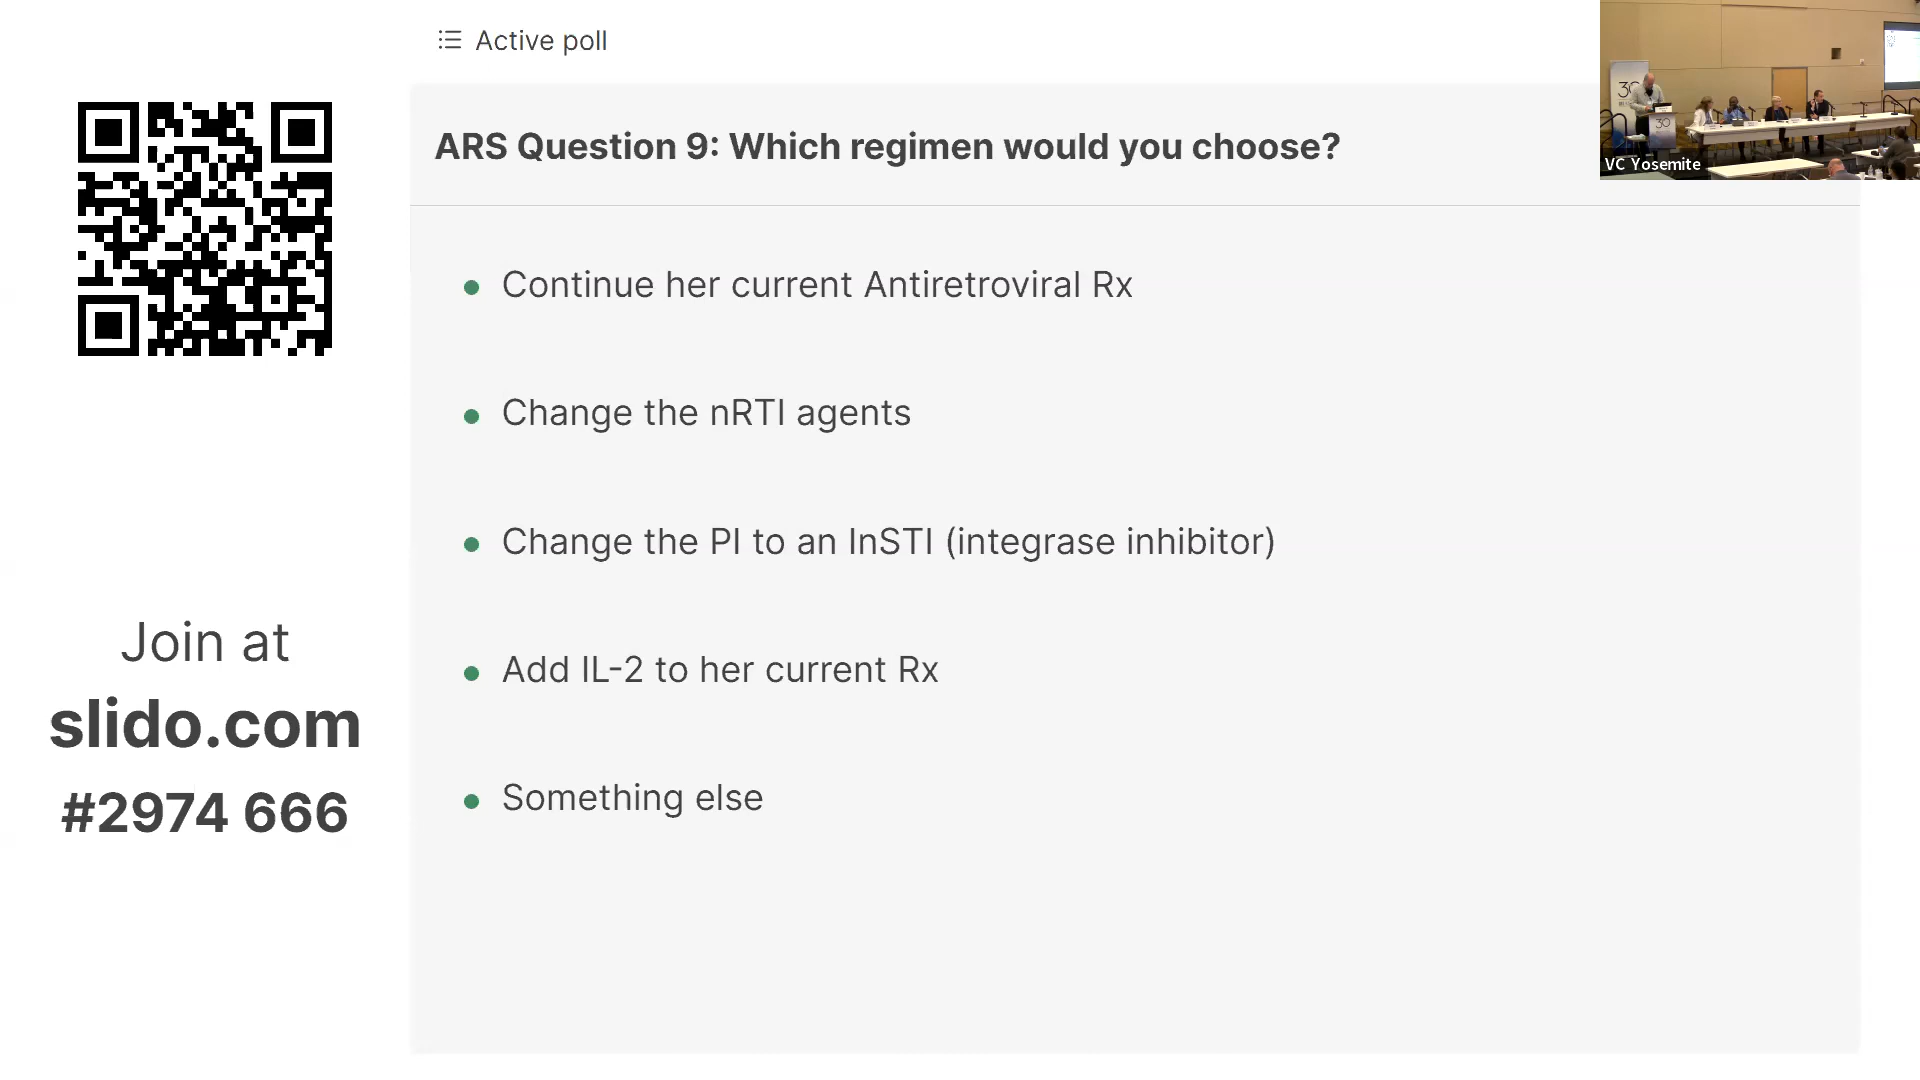 Active poll
ARS Question 9: Which regimen would you choose?
Continue her current Antiretroviral Rx
Change the nRTI agents
Change the PI to an InSTI (integrase inhibitor)
Add IL-2 to her current Rx
Something else
Join at
slido.com
#2974 666
30
30
VC Yosemite